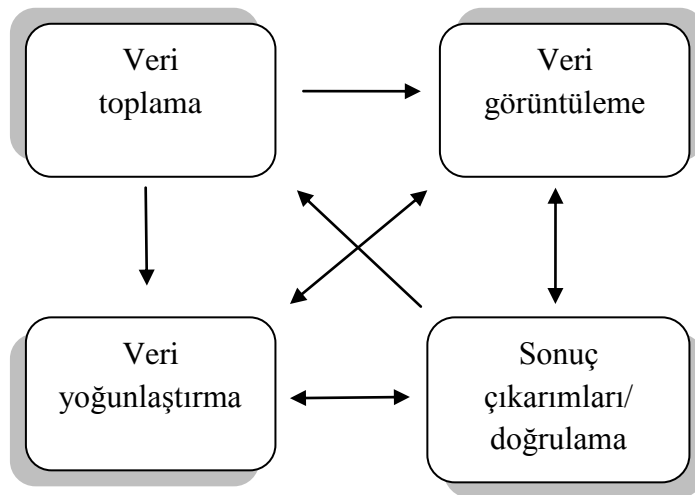 Veri
toplama
Veri
görüntüleme
Veri
yoğunlaştırma
Sonuç
çıkarımları/
doğrulama